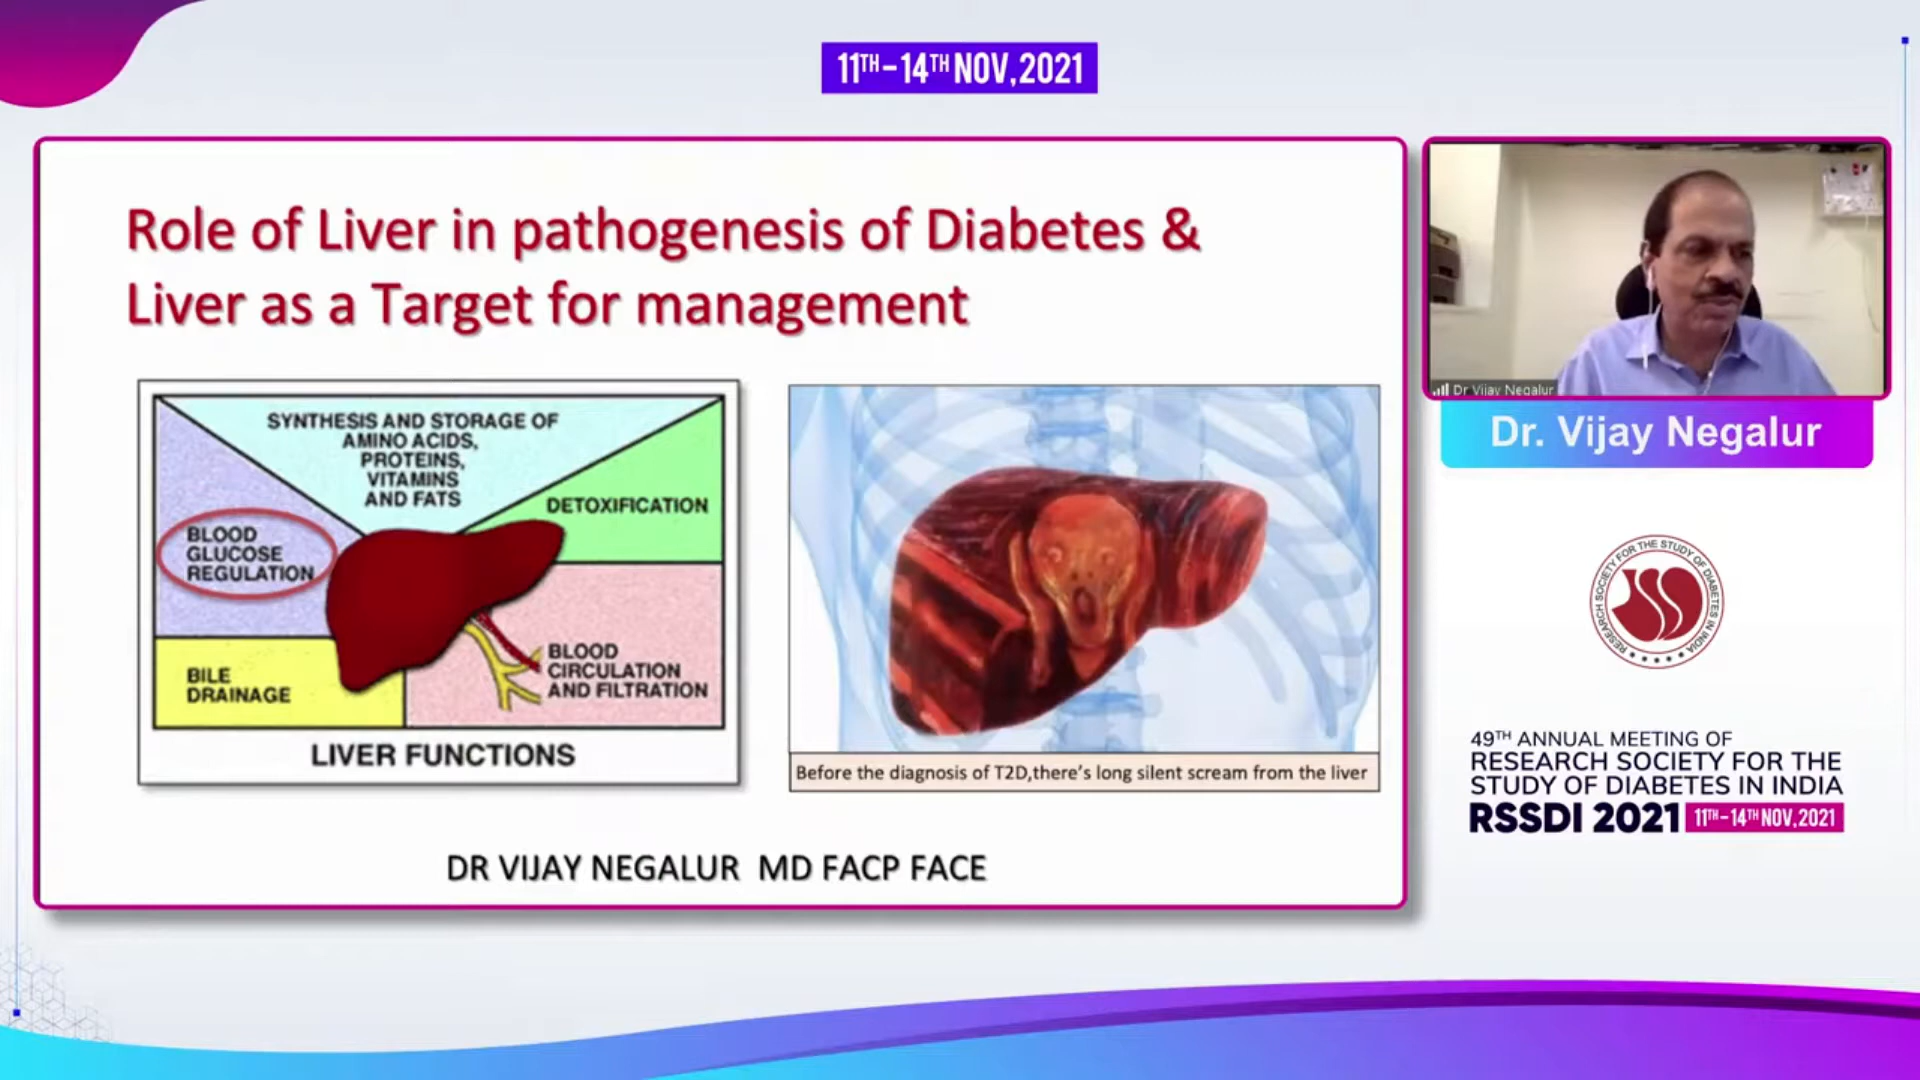 11TH-14TH NOV,2021
Role of Liver in pathogenesis of Diabetes &
Liver as a Target for management
SYNTHESIS AND STORAGE OF
AMINO ACIDS,
PROTEINS,
VITAMINS
AND FATS
DETOXIFICATION
BLOOD
GLUCOSE
REGULATION
BILE
DRAINAGE
BLOOD
CIRCULATION
AND FILTRATION
LIVER FUNCTIONS
Before the diagnosis of T2D,there's long silent scream from the liver
DR VIJAY NEGALUR MD FACP FACE
Dr Vijay Negalur
Dr. Vijay Negalur
RESEARCH SOCIETY FOR THE STUDY OF DIABETES IN INDIA
49TH ANNUAL MEETING OF
RESEARCH SOCIETY FOR THE
STUDY OF DIABETES IN INDIA
RSSDI 2021 11TH-14TH NOV,2021